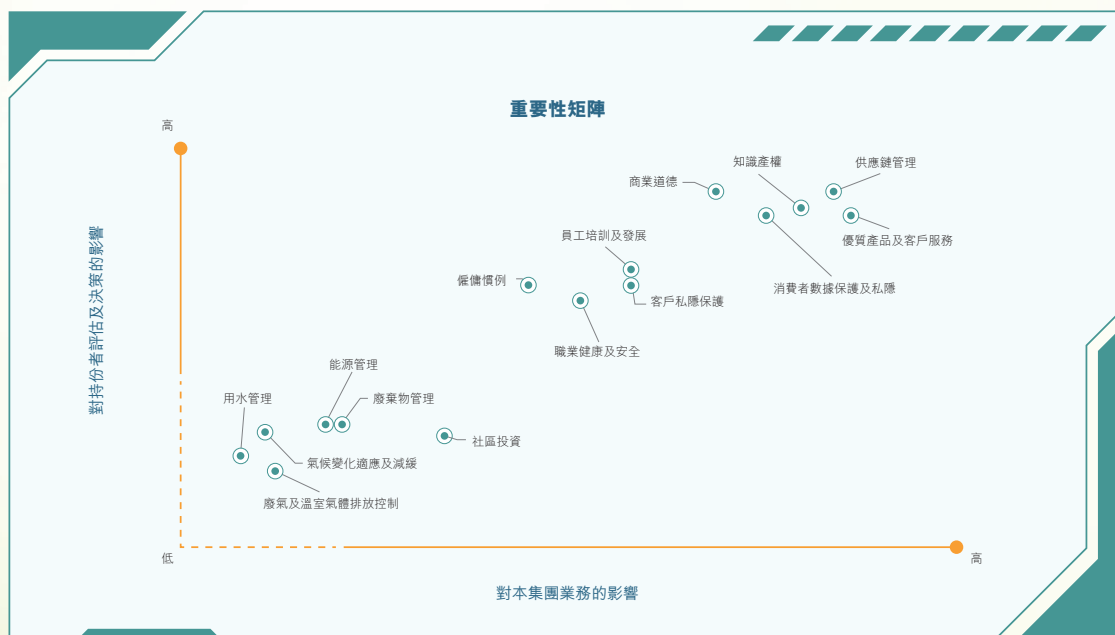 重要性矩陣
高
對持份者評估及決策的影響
知識產權
供應鏈管理
商業道德
優質產品及客戶服務
員工培訓及發展
僱傭慣例
消費者數據保護及私隱
客戶私隱保護
職業健康及安全
能源管理
用水管理
廢棄物管理
社區投資
氣候變化適應及減緩
廢氣及溫室氣體排放控制
低
高
對本集團業務的影響